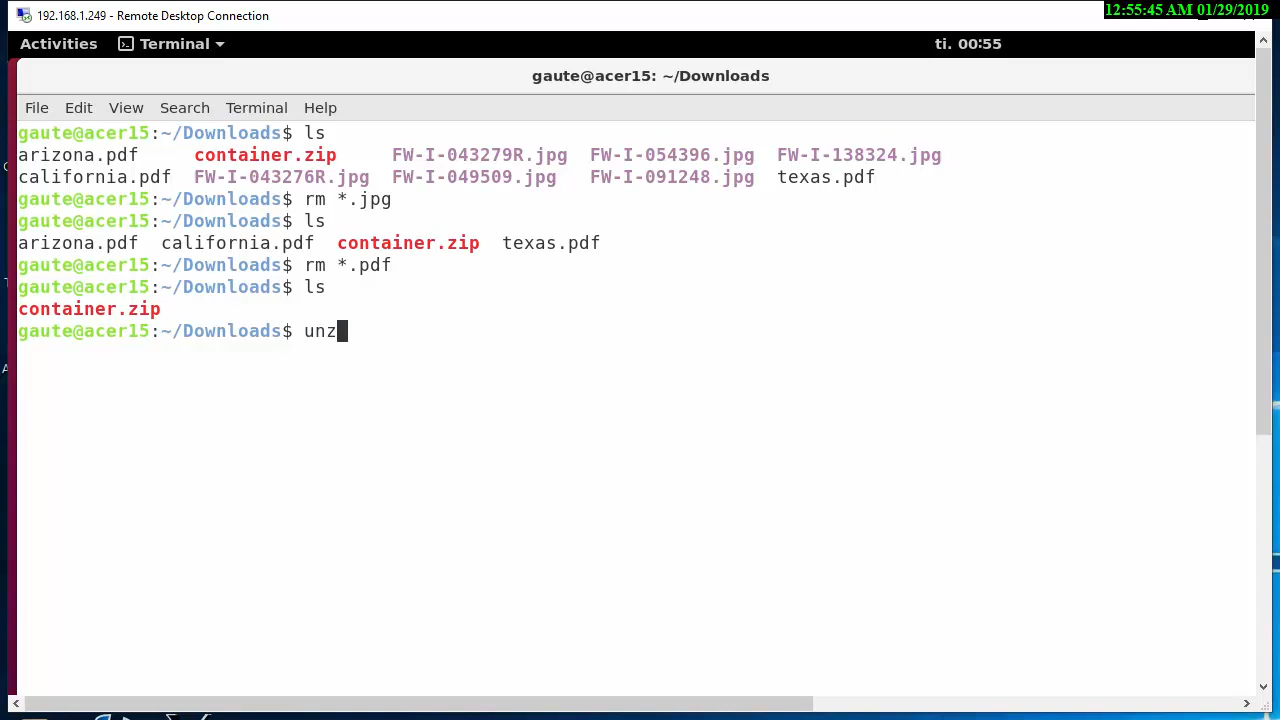 192.168.1.249 - Remote Desktop Connection
12:55:45 AM 01/29/2019
Activities Terminal ti. 00:55
gaute@acer15: ~/Downloads
File Edit View Search Terminal Help
gaute@acer15:~/Downloads$ ls
arizona.pdf container.zip FW-I-043279R.jpg FW-I-054396.jpg FW-I-138324.jpg
california.pdf FW-I-043276R.jpg FW-I-049509.jpg FW-I-091248.jpg texas.pdf
gaute@acer15:~/Downloads$ rm *.jpg
gaute@acer15:~/Downloads$ ls
arizona.pdf california.pdf container.zip texas.pdf
gaute@acer15:~/Downloads$ rm *.pdf
gaute@acer15:~/Downloads$ ls
container.zip
gaute@acer15:~/Downloads$ unz